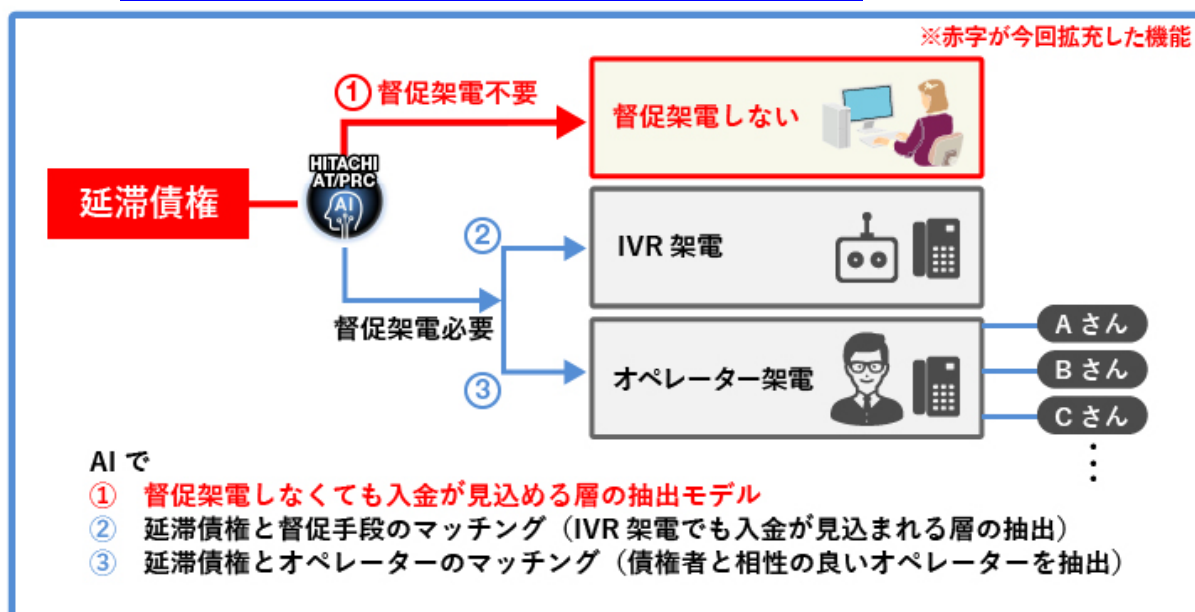 ※赤字が今回拡充した機能
① 督促架電不要
督促架電しない
HITACHI
AT/PRC
AI
延滞債権
②
IVR 架電
督促架電必要
③
オペレーター架電
A さん
B さん
C さん
AI で
① 督促架電しなくても入金が見込める層の抽出モデル
② 延滞債権と督促手段のマッチング（IVR 架電でも入金が見込まれる層の抽出）
③ 延滞債権とオペレーターのマッチング（債権者と相性の良いオペレーターを抽出）